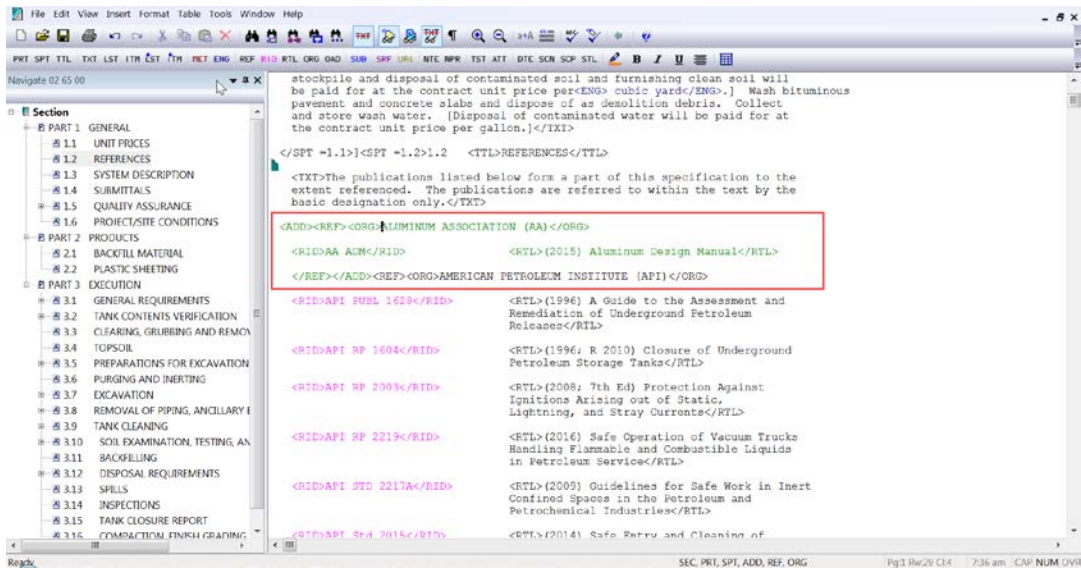 File Edit View Insert Format Table Tools Window Help
PRT SPT TTL TXT LST ITM MET ENG REF RID RTL ORG OAD SUB SRF URL NTE NPR TST ATT DTE SCN SCP STL B I U
Navigate 02 65 00
Section
PART 1 GENERAL
1.1 UNIT PRICES
1.2 REFERENCES
1.3 SYSTEM DESCRIPTION
1.4 SUBMITTALS
1.5 QUALITY ASSURANCE
1.6 PROJECT/SITE CONDITIONS
PART 2 PRODUCTS
2.1 BACKFILL MATERIAL
2.2 PLASTIC SHEETING
PART 3 EXECUTION
3.1 GENERAL REQUIREMENTS
3.2 TANK CONTENTS VERIFICATION
3.3 CLEARING, GRUBBING AND REMOV
3.4 TOPSOIL
3.5 PREPARATIONS FOR EXCAVATION
3.6 PURGING AND INERTING
3.7 EXCAVATION
3.8 REMOVAL OF PIPING, ANCILLARY E
3.9 TANK CLEANING
3.10 SOIL EXAMINATION, TESTING, AN
3.11 BACKFILLING
3.12 DISPOSAL REQUIREMENTS
3.13 SPILLS
3.14 INSPECTIONS
3.15 TANK CLOSURE REPORT
3.16 COMPACTION, FINISH GRADING
stockpile and disposal of contaminated soil and furnishing clean soil will
be paid for at the contract unit price per<ENG> cubic yard</ENG>.] Wash bituminous
pavement and concrete slabs and dispose of as demolition debris. Collect
and store wash water. [Disposal of contaminated water will be paid for at
the contract unit price per gallon.]</TXT>
</SPT =1.1>]<SPT =1.2>1.2 <TTL>REFERENCES</TTL>
<TXT>The publications listed below form a part of this specification to the
extent referenced. The publications are referred to within the text by the
basic designation only.</TXT>
<ADD><REF><ORG>ALUMINUM ASSOCIATION (AA)</ORG>
<RID>AA ADM</RID> <RTL>(2015) Aluminum Design Manual</RTL>
</REF></ADD><REF><ORG>AMERICAN PETROLEUM INSTITUTE (API)</ORG>
<RID>API PUBL 1628</RID> <RTL>(1996) A Guide to the Assessment and
Remediation of Underground Petroleum
Releases</RTL>
<RID>API RP 1604</RID> <RTL>(1996; R 2010) Closure of Underground
Petroleum Storage Tanks</RTL>
<RID>API RP 2003</RID> <RTL>(2008; 7th Ed) Protection Against
Ignitions Arising out of Static,
Lightning, and Stray Currents</RTL>
<RID>API RP 2219</RID> <RTL>(2016) Safe Operation of Vacuum Trucks
Handling Flammable and Combustible Liquids
in Petroleum Service</RTL>
<RID>API STD 2217A</RID> <RTL>(2009) Guidelines for Safe Work in Inert
Confined Spaces in the Petroleum and
Petrochemical Industries</RTL>
<RID>API Std 2015</RID> <RTL>(2014) Safe Entry and Cleaning of
Ready. SEC, PRT, SPT, ADD, REF, ORG Pg:1 Rw:29 Cl:4 7:36 am CAP NUM OVR